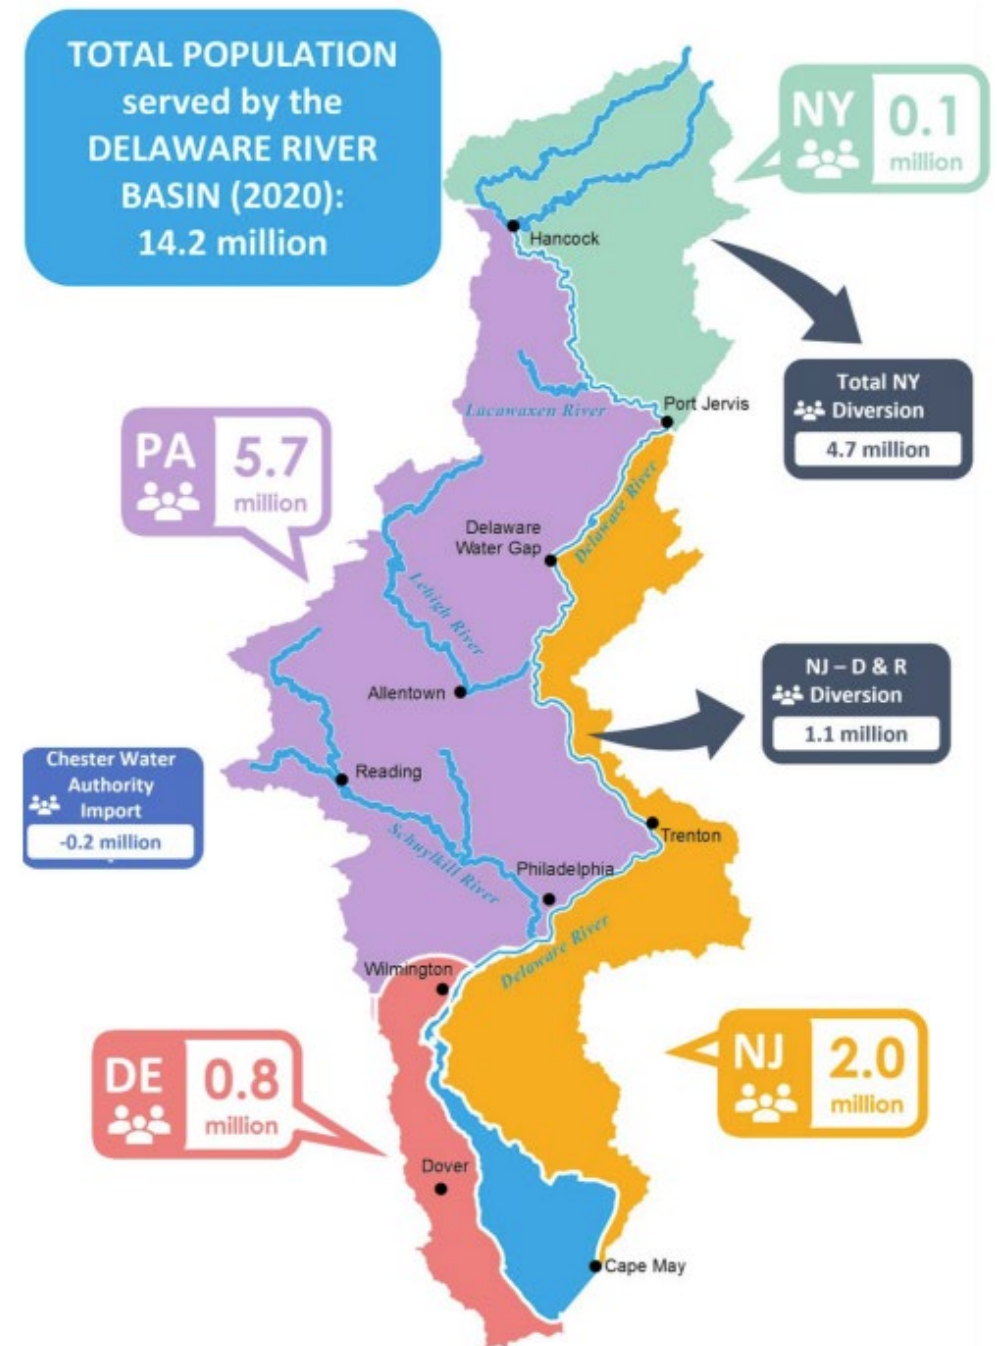 TOTAL POPULATION
served by the
DELAWARE RIVER
BASIN (2020):
14.2 million
NY
0.1
million
Hancock
Total NY
Diversion
4.7 million
Port Jervis
Lacawaxen River
PA
5.7
million
Delaware River
Delaware
Water Gap
Lehigh River
NJ – D & R
Diversion
1.1 million
Allentown
Chester Water
Authority
Import
-0.2 million
Reading
Schuylkill River
Trenton
Philadelphia
Delaware River
Wilmington
DE
0.8
million
NJ
2.0
million
Dover
Cape May